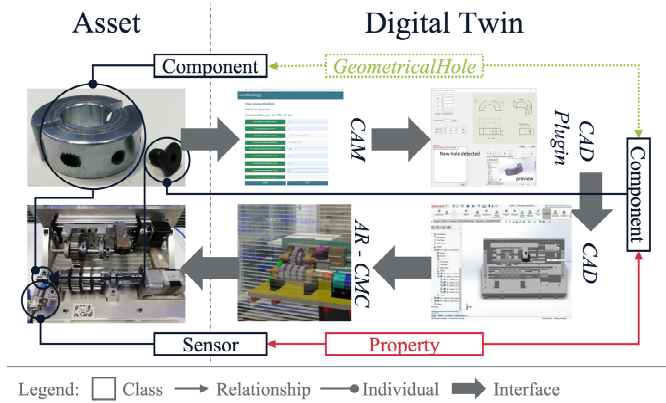 Asset
Digital Twin
Component
GeometricalHole
CAM
New hole detected
preview
CAD
Plugin
Component
AR - CMC
CAD
Sensor
Property
Legend:
Class
Relationship
Individual
Interface